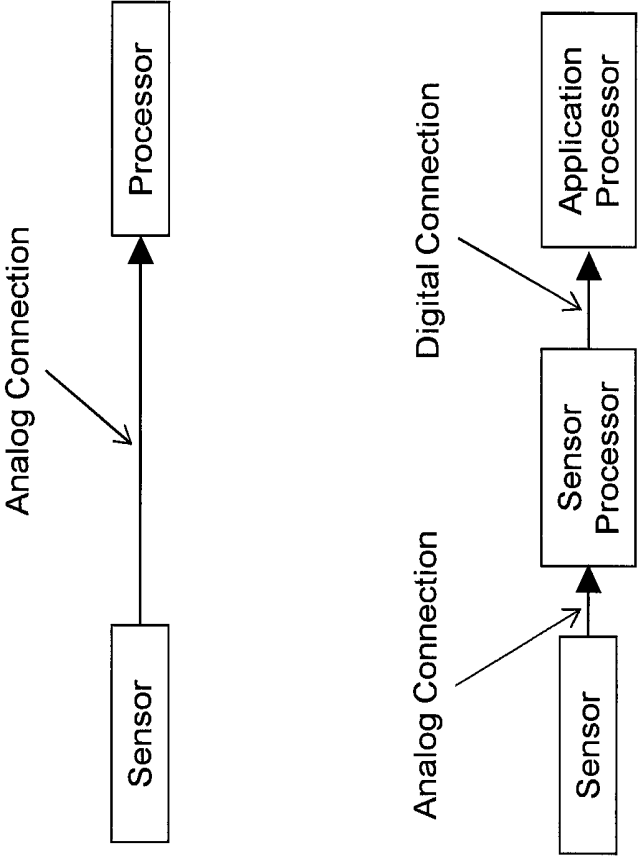 Analog Connection
Sensor
Processor
Analog Connection
Digital Connection
Sensor
Sensor
Processor
Application
Processor